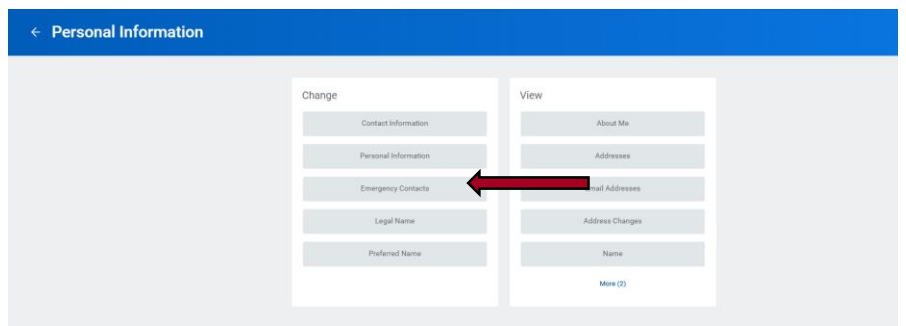 ← Personal Information
Change
Contact Information
Personal Information
Emergency Contacts
Legal Name
Preferred Name
View
About Me
Addresses
Email Addresses
Address Changes
Name
More (2)